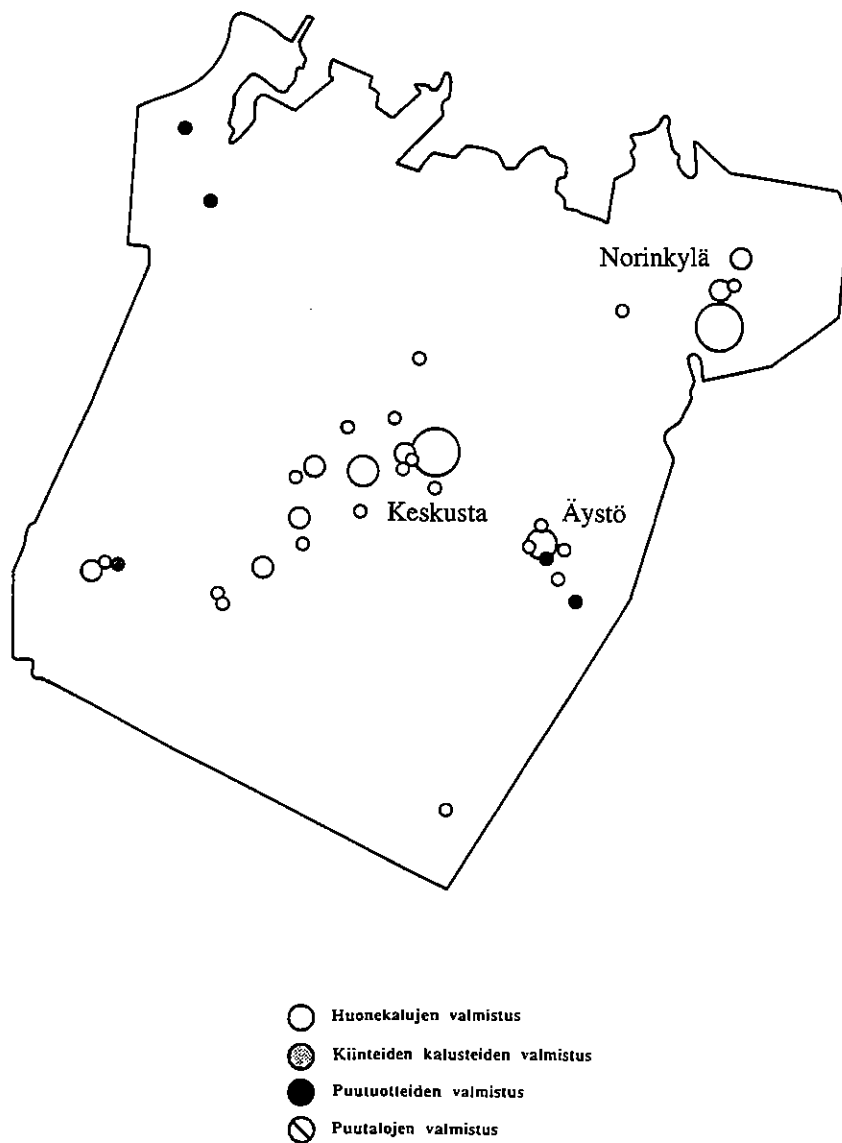 Norinkylä
Keskusta
Äystö
Huonekalujen valmistus
Kiinteiden kalusteiden valmistus
Puutuotteiden valmistus
Puutalojen valmistus